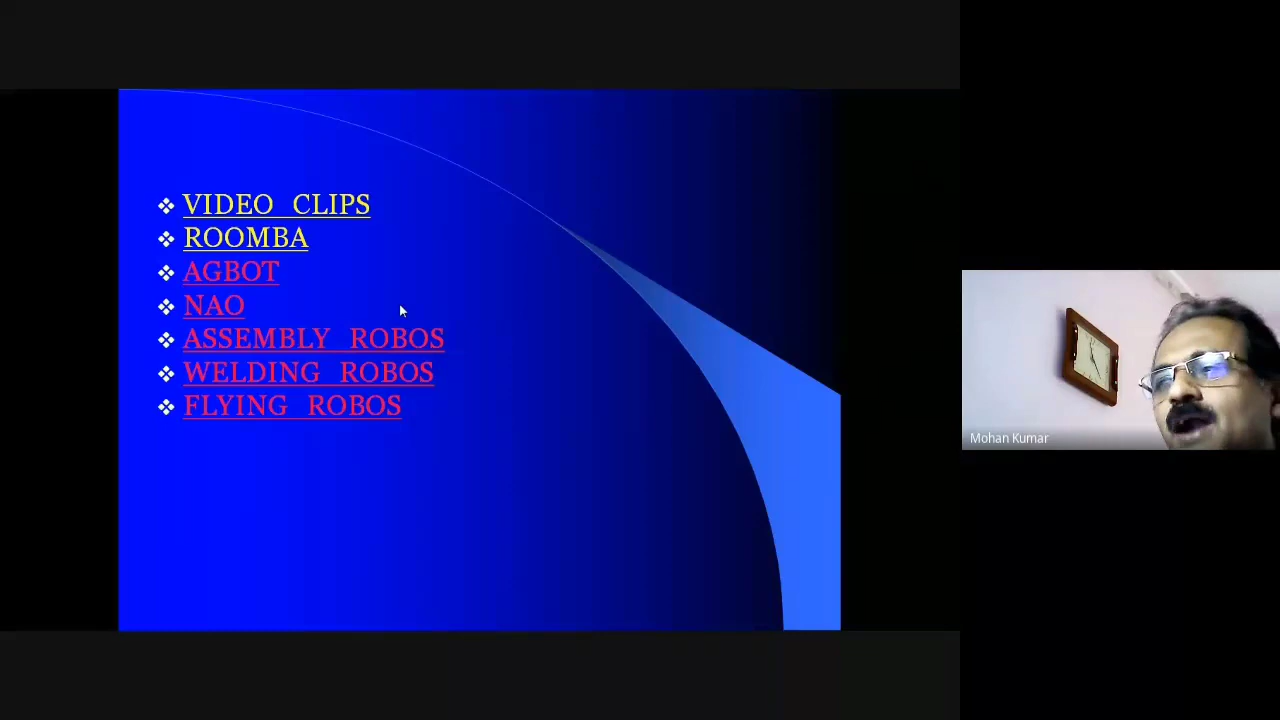 VIDEO CLIPS
ROOMBA
AGBOT
NAO
ASSEMBLY ROBOS
WELDING ROBOS
FLYING ROBOS
Mohan Kumar